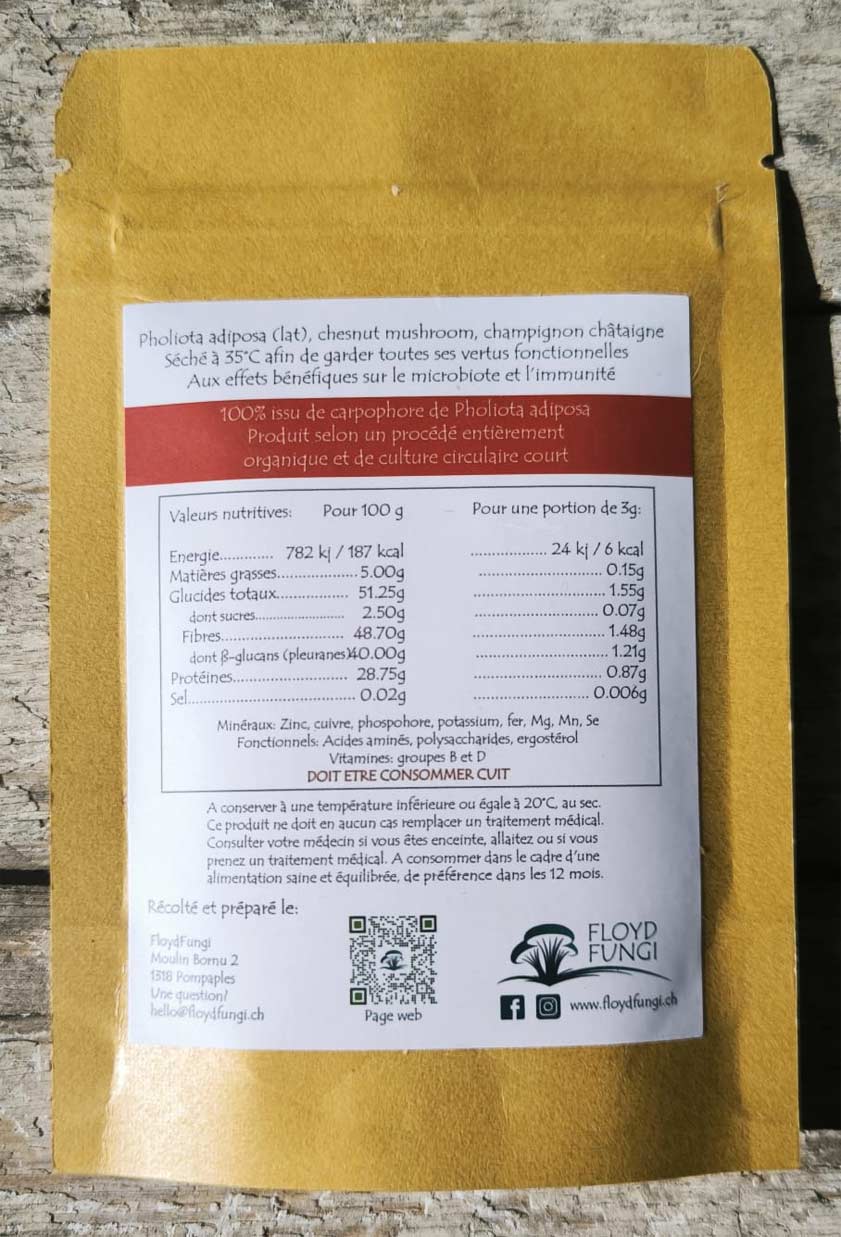 Pholiota adiposa (lat), chesnut mushroom, champignon châtaigne
Séché à 35°C afin de garder toutes ses vertus fonctionnelles
Aux effets bénéfiques sur le microbiote et l'immunité
100% issu de carpophore de Pholiota adiposa
Produit selon un procédé entièrement
organique et de culture circulaire court
Valeurs nutritives: Pour 100 g - Pour une portion de 3g:
Energie............. 782 kj / 187 kcal .................. 24 kj / 6 kcal
Matières grasses................... 5.00g .............................. 0.15g
Glucides totaux................. 51.25g .............................. 1.55g
dont sucres........................ 2.50g ............................. 0.07g
Fibres............................ 48.70g .............................. 1.48g
dont β-glucans (pleuranes)40.00g .............................. 1.21g
Protéines........................ 28.75g .............................. 0.87g
Sel....................................... 0.02g ........................... 0.006g
Minéraux: Zinc, cuivre, phospohore, potassium, fer, Mg, Mn, Se
Fonctionnels: Acides aminés, polysaccharides, ergostérol
Vitamines: groupes B et D
DOIT ETRE CONSOMMER CUIT
A conserver à une température inférieure ou égale à 20°C, au sec.
Ce produit ne doit en aucun cas remplacer un traitement médical.
Consulter votre médecin si vous êtes enceinte, allaitez ou si vous
prenez un traitement médical. A consommer dans le cadre d'une
alimentation saine et équilibrée, de préférence dans les 12 mois.
Récolté et préparé le:
FloydFungi
Moulin Bornu 2
1318 Pompaples
Une question?
hello@floydfungi.ch
Page web
FLOYD
FUNGI
www.floydfungi.ch